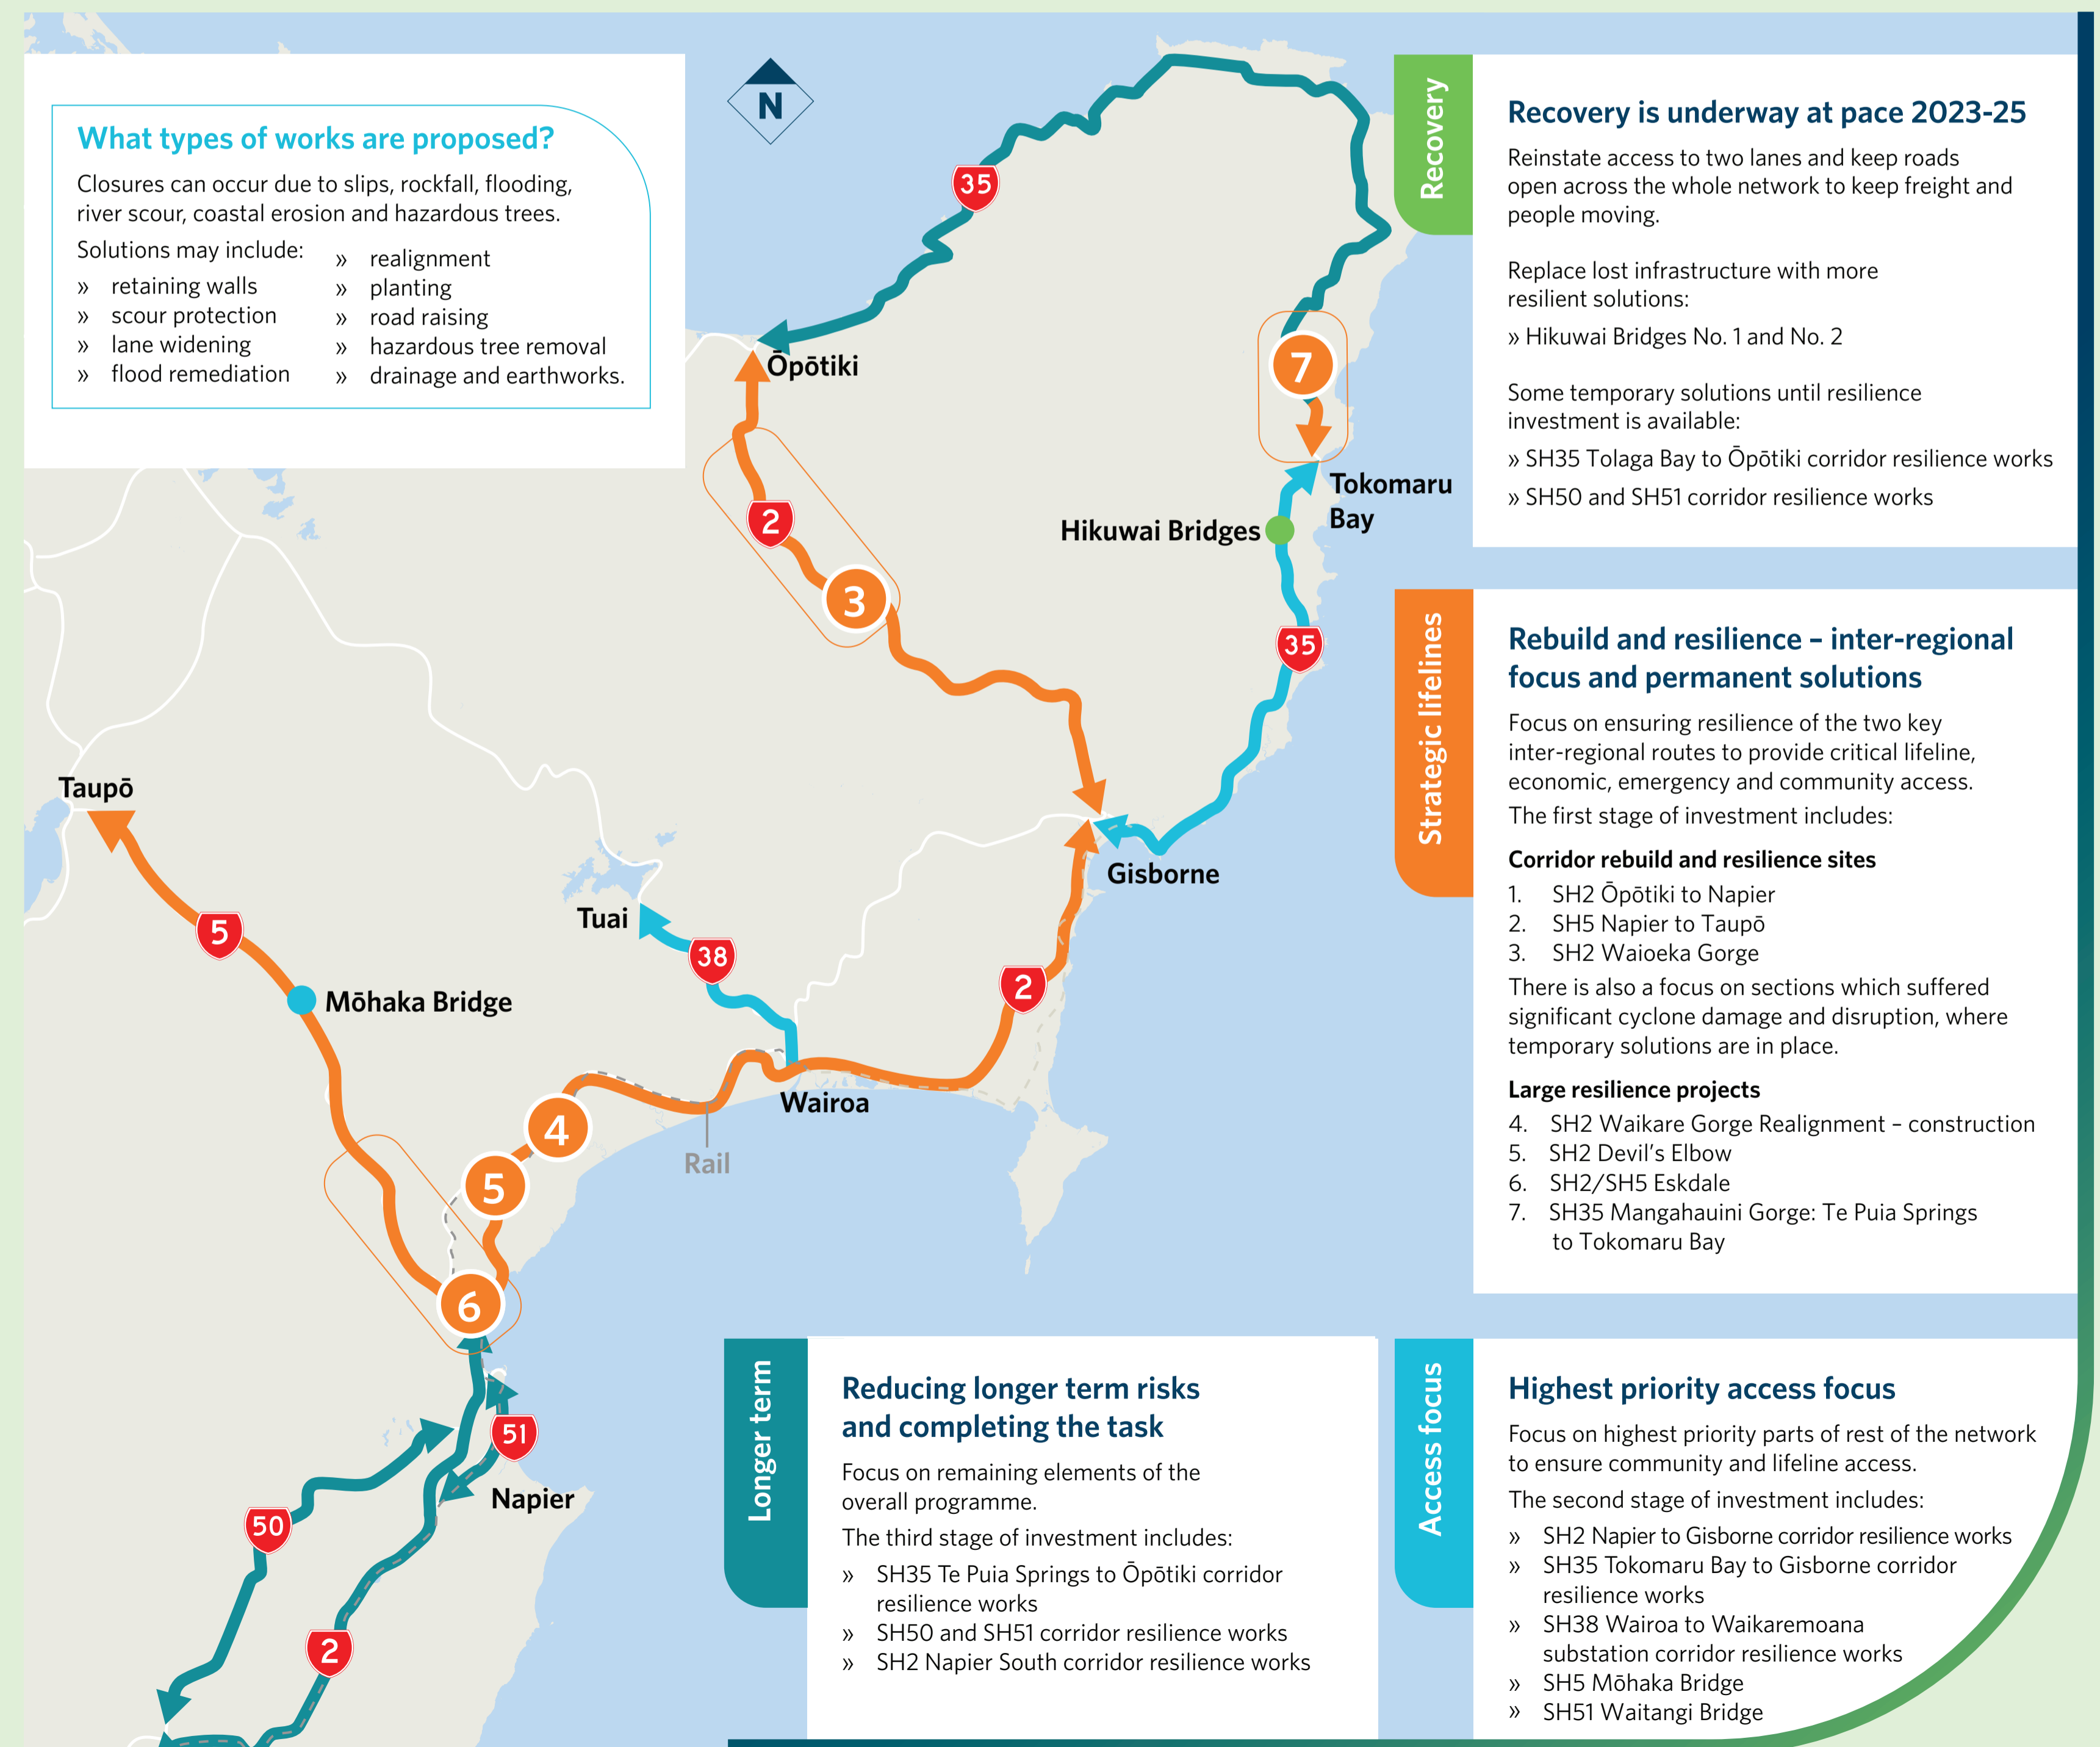 What types of works are proposed?
Closures can occur due to slips, rockfall, flooding,
river scour, coastal erosion and hazardous trees.
Solutions may include:
» retaining walls
» scour protection
» lane widening
» flood remediation
» realignment
» planting
» road raising
» hazardous tree removal
» drainage and earthworks.
N
35
Ōpōtiki
7
2
Tokomaru
Bay
Hikuwai Bridges
3
35
Taupō
Gisborne
Tuai
5
38
2
Mōhaka Bridge
Wairoa
4
Rail
5
6
51
Napier
50
2
Recovery
Recovery is underway at pace 2023-25
Reinstate access to two lanes and keep roads
open across the whole network to keep freight and
people moving.
Replace lost infrastructure with more
resilient solutions:
» Hikuwai Bridges No. 1 and No. 2
Some temporary solutions until resilience
investment is available:
» SH35 Tolaga Bay to Ōpōtiki corridor resilience works
» SH50 and SH51 corridor resilience works
Strategic lifelines
Rebuild and resilience – inter-regional
focus and permanent solutions
Focus on ensuring resilience of the two key
inter-regional routes to provide critical lifeline,
economic, emergency and community access.
The first stage of investment includes:
Corridor rebuild and resilience sites
1. SH2 Ōpōtiki to Napier
2. SH5 Napier to Taupō
3. SH2 Waioeka Gorge
There is also a focus on sections which suffered
significant cyclone damage and disruption, where
temporary solutions are in place.
Large resilience projects
4. SH2 Waikare Gorge Realignment – construction
5. SH2 Devil’s Elbow
6. SH2/SH5 Eskdale
7. SH35 Mangahauini Gorge: Te Puia Springs
to Tokomaru Bay
Longer term
Reducing longer term risks
and completing the task
Focus on remaining elements of the
overall programme.
The third stage of investment includes:
» SH35 Te Puia Springs to Ōpōtiki corridor
resilience works
» SH50 and SH51 corridor resilience works
» SH2 Napier South corridor resilience works
Access focus
Highest priority access focus
Focus on highest priority parts of rest of the network
to ensure community and lifeline access.
The second stage of investment includes:
» SH2 Napier to Gisborne corridor resilience works
» SH35 Tokomaru Bay to Gisborne corridor
resilience works
» SH38 Wairoa to Waikaremoana
substation corridor resilience works
» SH5 Mōhaka Bridge
» SH51 Waitangi Bridge